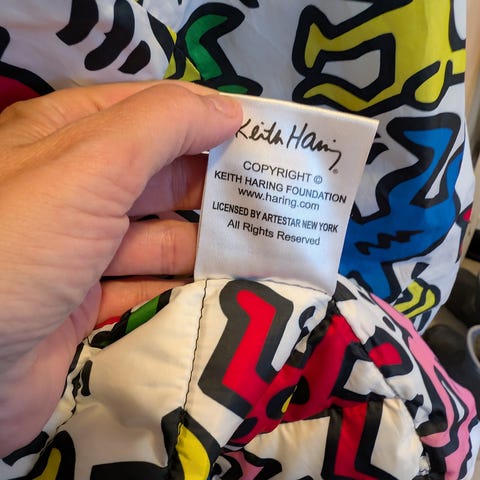 Keith Haring®
COPYRIGHT ©
KEITH HARING FOUNDATION
www.haring.com
LICENSED BY ARTESTAR NEW YORK
All Rights Reserved